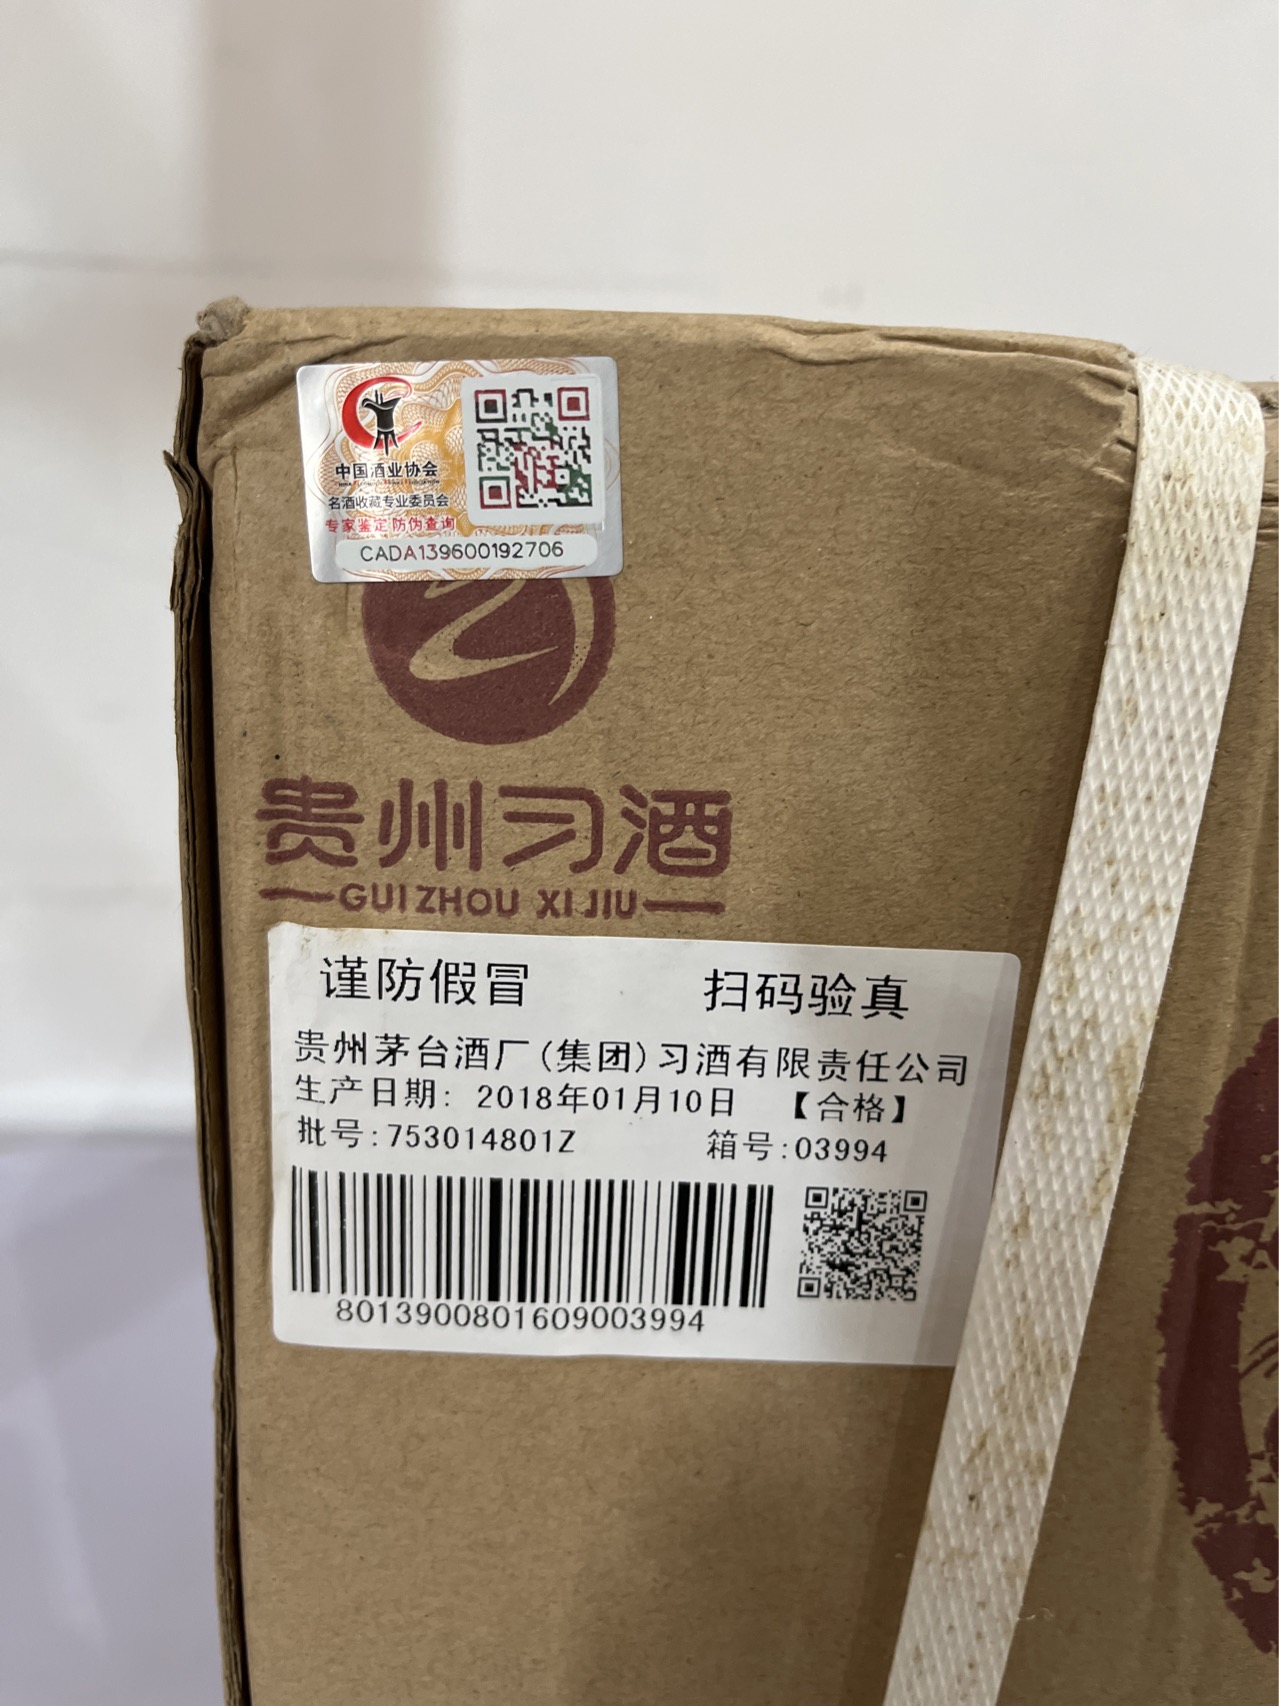 中国酒业协会
名酒收藏专业委员会
专家鉴定 防伪查询
CADA139600192706
贵州习酒
GUIZHOU XIJIU
谨防假冒 扫码验真
贵州茅台酒厂(集团)习酒有限责任公司
生产日期: 2018年01月10日 【合格】
批号:753014801Z 箱号:03994
8013900801609003994